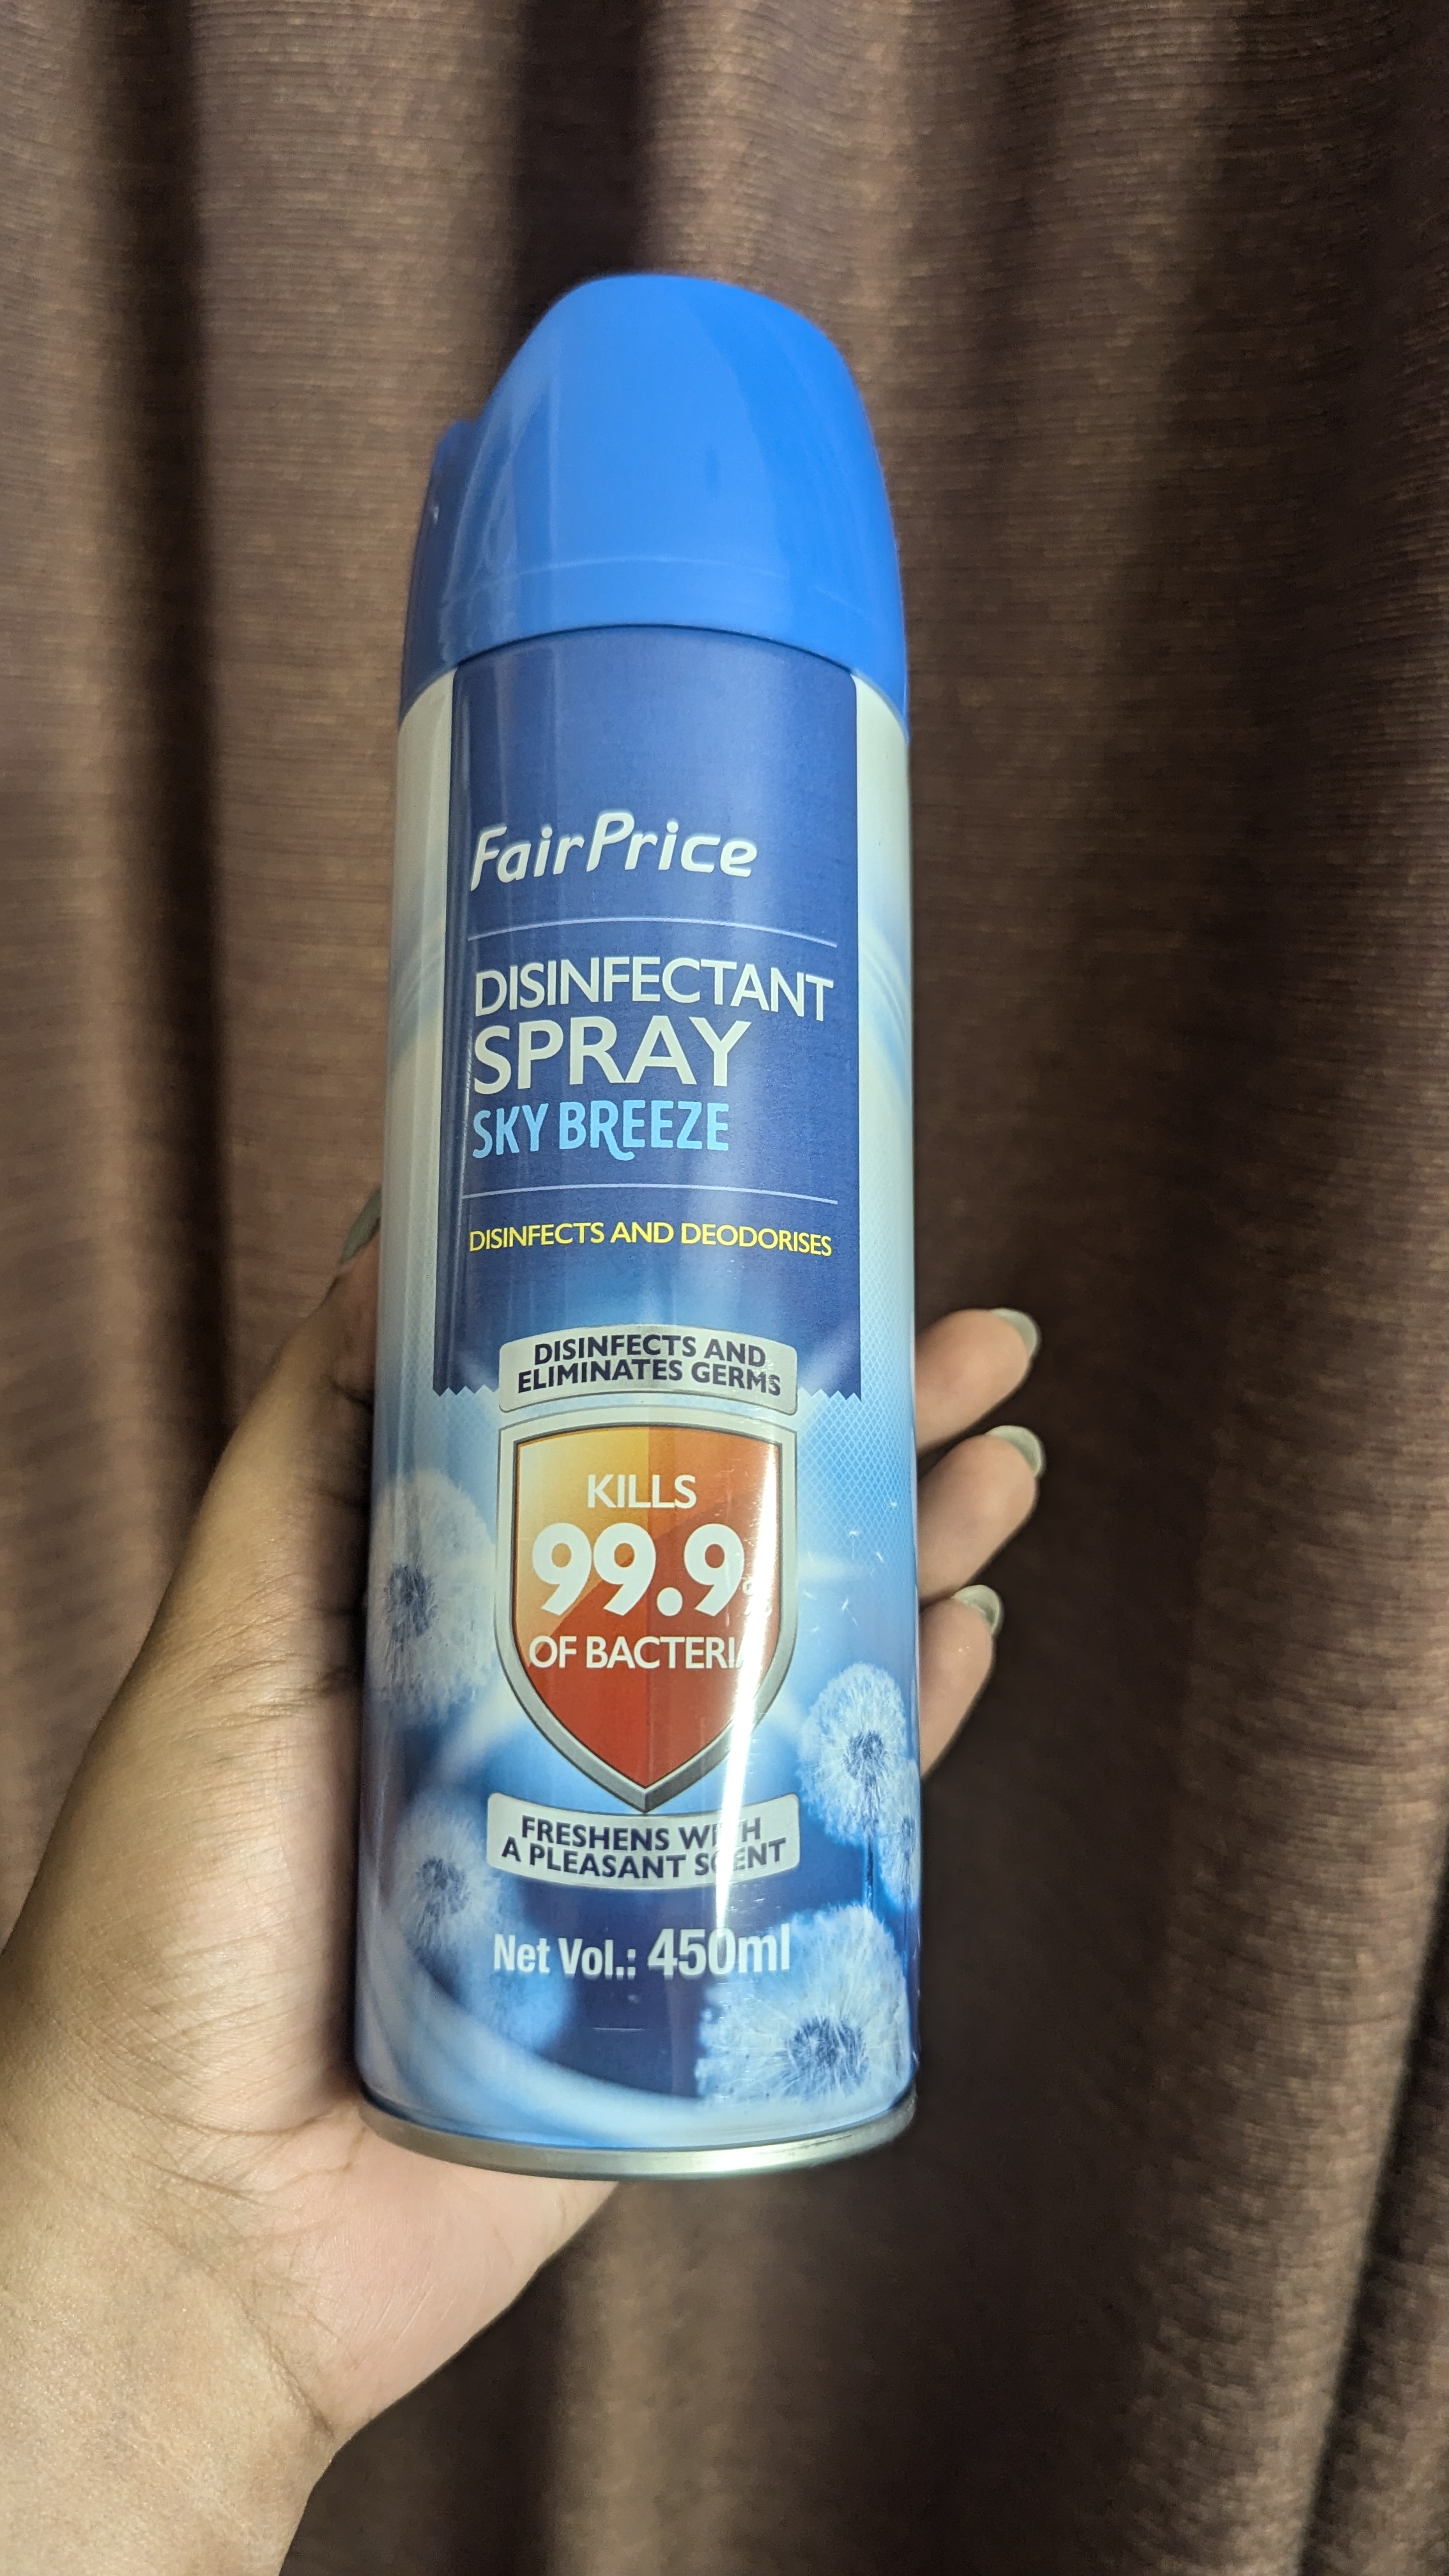 FairPrice
DISINFECTANT
SPRAY
SKY BREEZE
DISINFECTS AND DEODORISES
DISINFECTS AND
ELIMINATES GERMS
KILLS
99.9%
OF BACTERIA
FRESHENS WITH
A PLEASANT SCENT
Net Vol.: 450ml